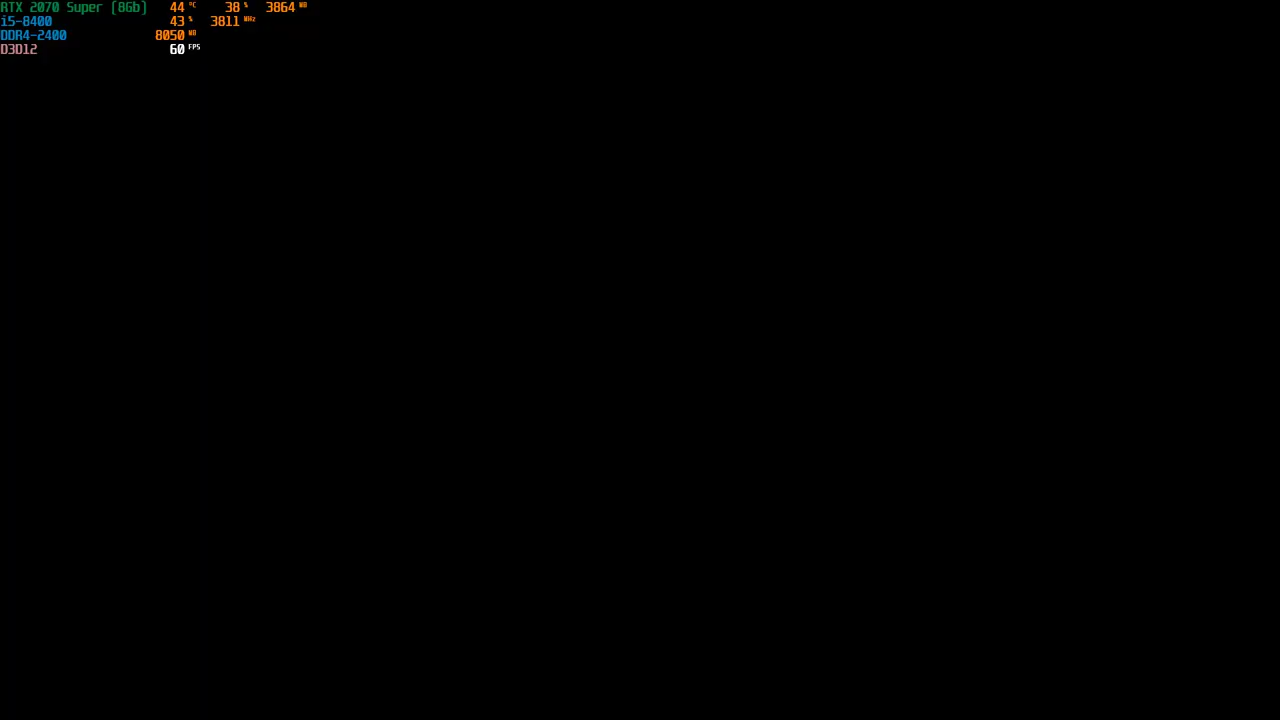 RTX 2070 Super (8Gb) 44 °C 38 % 3864 MB
i5-8400 43 % 3811 MHz
DDR4-2400 8050 MB
D3D12 60 FPS